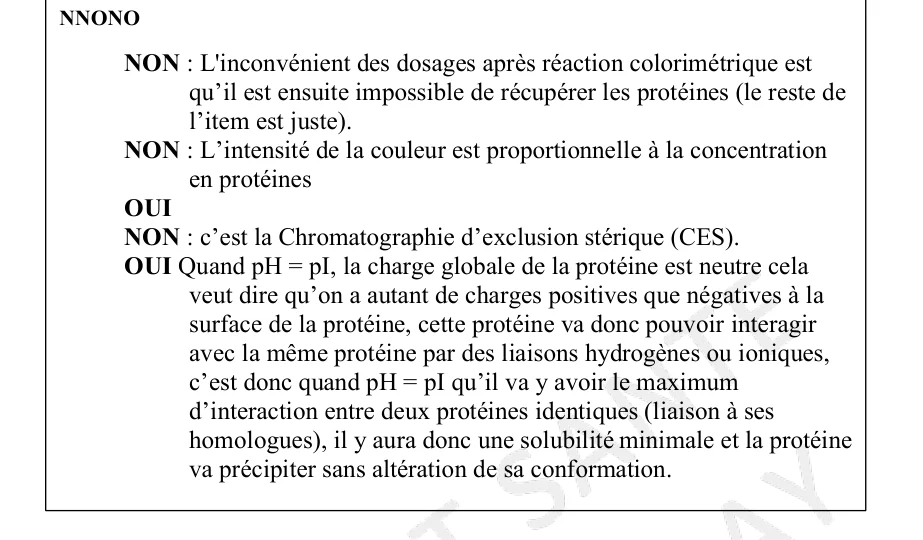 NNONO
NON : L'inconvénient des dosages après réaction colorimétrique est
qu’il est ensuite impossible de récupérer les protéines (le reste de
l’item est juste).
NON : L’intensité de la couleur est proportionnelle à la concentration
en protéines
OUI
NON : c’est la Chromatographie d’exclusion stérique (CES).
OUI Quand pH = pI, la charge globale de la protéine est neutre cela
veut dire qu’on a autant de charges positives que négatives à la
surface de la protéine, cette protéine va donc pouvoir interagir
avec la même protéine par des liaisons hydrogènes ou ioniques,
c’est donc quand pH = pI qu’il va y avoir le maximum
d’interaction entre deux protéines identiques (liaison à ses
homologues), il y aura donc une solubilité minimale et la protéine
va précipiter sans altération de sa conformation.
T SANTE
AY